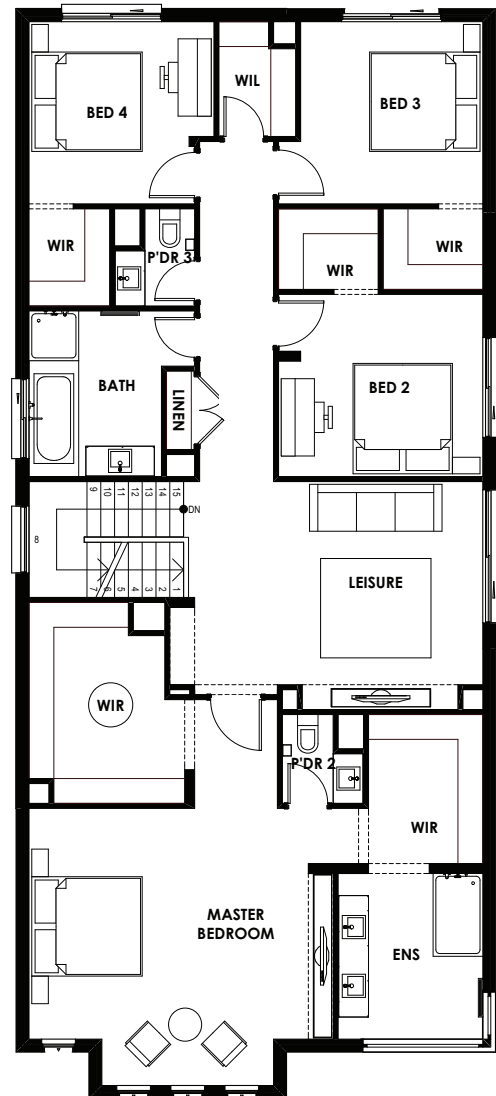 WIL
BED 4
BED 3
WIR
P'DR 3
WIR
WIR
BATH
LINEN
BED 2
9 10 11 12 13 14 15
DN
8
7 6 5 4 3 2 1
LEISURE
WIR
P'DR 2
WIR
MASTER
BEDROOM
ENS